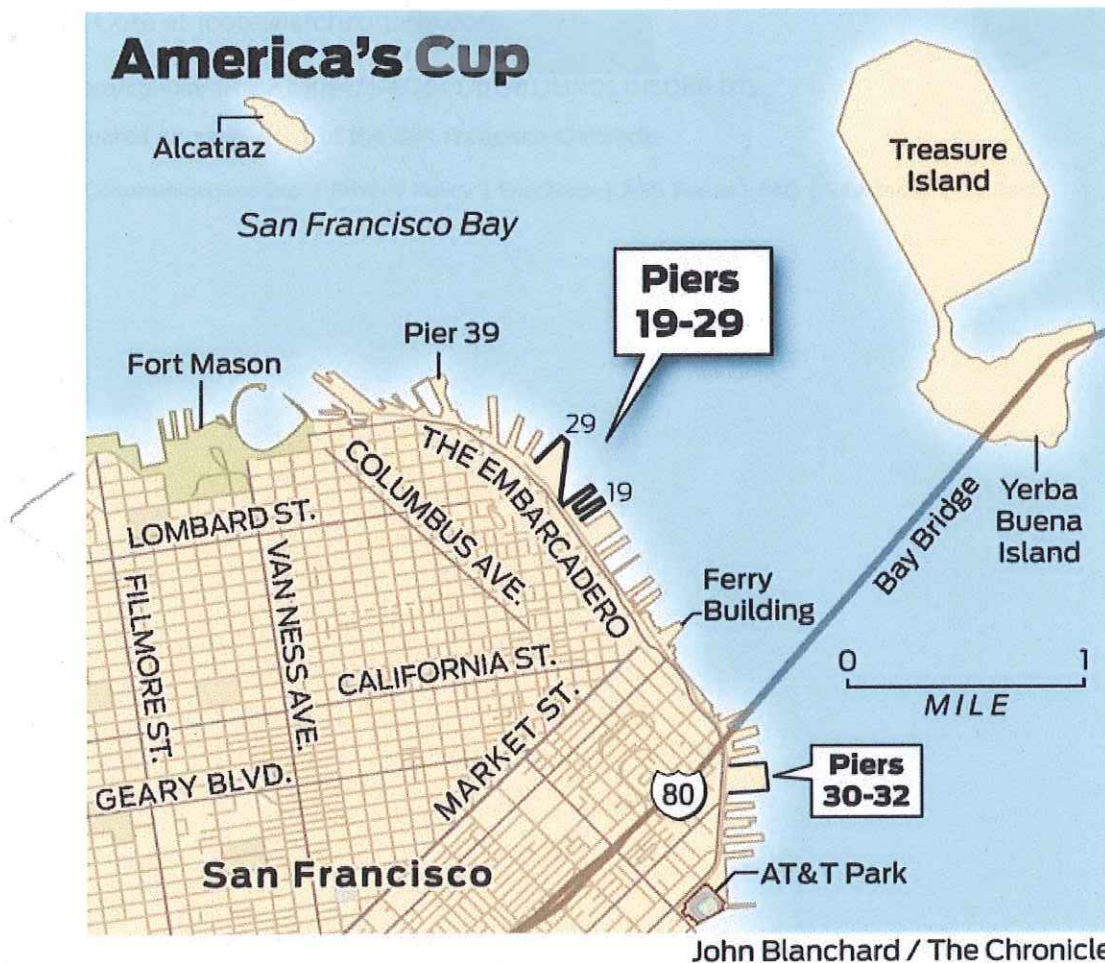 America's Cup
Alcatraz
San Francisco Bay
Treasure
Island
Piers
19-29
Pier 39
Fort Mason
29
19
THE EMBARCADERO
COLUMBUS AVE.
LOMBARD ST.
VAN NESS AVE.
FILLMORE ST.
CALIFORNIA ST.
MARKET ST.
GEARY BLVD.
Ferry
Building
Bay Bridge
Yerba
Buena
Island
0 1
MILE
80
Piers
30-32
San Francisco
AT&T Park
John Blanchard / The Chronicle